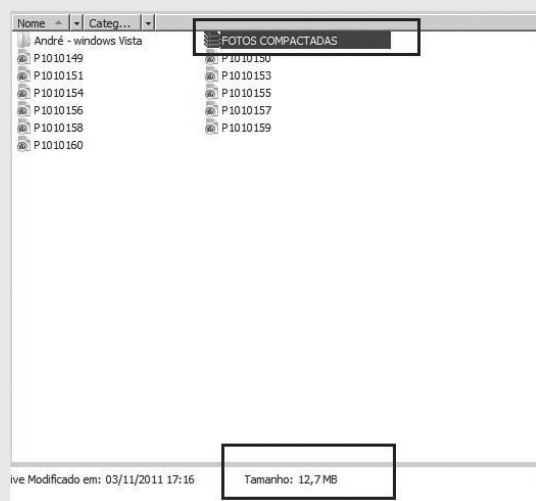 Nome Categ...
André - windows Vista FOTOS COMPACTADAS
P1010149 P1010150
P1010151 P1010153
P1010154 P1010155
P1010156 P1010157
P1010158 P1010159
P1010160
ive Modificado em: 03/11/2011 17:16 Tamanho: 12,7 MB